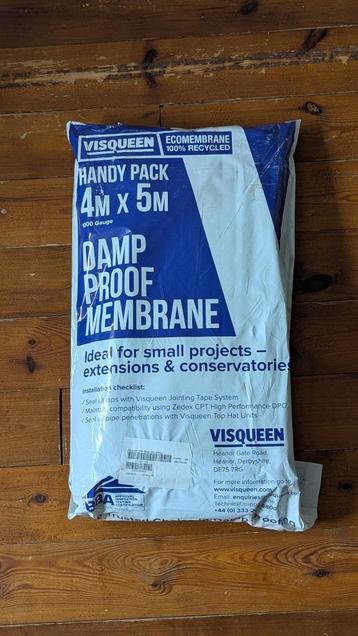 VISQUEEN
ECOMEMBRANE
100% RECYCLED
HANDY PACK
4M X 5M
Gauge
DAMP
PROOF
MEMBRANE
Ideal for small projects –
extensions & conservatories
Installation checklist:
with Visqueen Jointing Tape System
compatibility using Zedex CPT High Performance DPC
pipe penetrations with Visqueen Top Hat Units
VISQUEEN
Heanor Gate Road,
Heanor, Derbyshire,
DE75 7RG
For more information go to
www.visqueen.com
Email: enquiries
Technical
+44 (0) 333
BBA